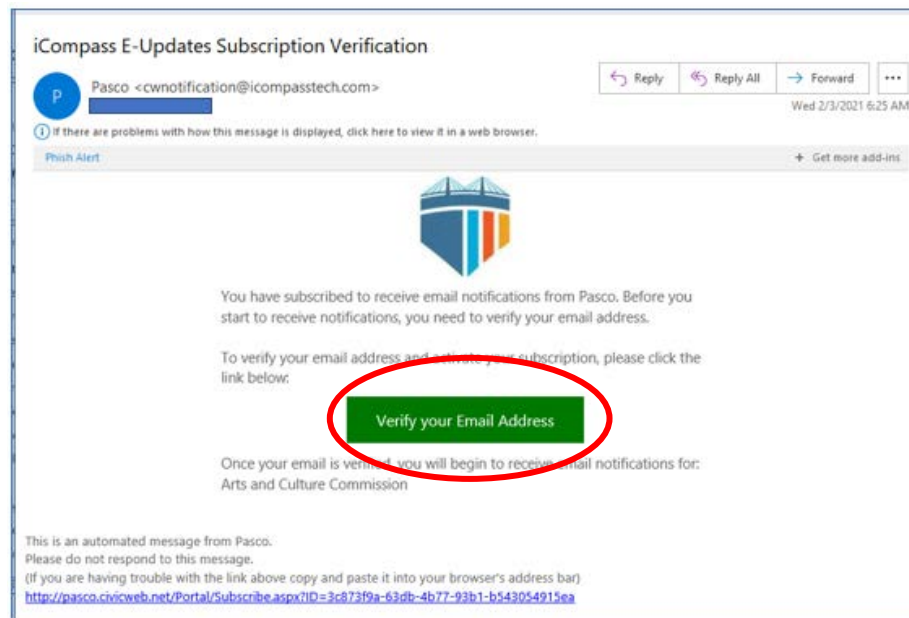 iCompass E-Updates Subscription Verification
P
Pasco <cwnotification@icompasstech.com>
Reply
Reply All
Forward
...
Wed 2/3/2021 6:25 AM
If there are problems with how this message is displayed, click here to view it in a web browser.
Phish Alert
+ Get more add-ins
You have subscribed to receive email notifications from Pasco. Before you
start to receive notifications, you need to verify your email address.
To verify your email address and activate your subscription, please click the
link below:
Verify your Email Address
Once your email is verified, you will begin to receive email notifications for:
Arts and Culture Commission
This is an automated message from Pasco.
Please do not respond to this message.
(If you are having trouble with the link above copy and paste it into your browser's address bar)
http://pasco.civicweb.net/Portal/Subscribe.aspx?ID=3c873f9a-63db-4b77-93b1-b543054915ea